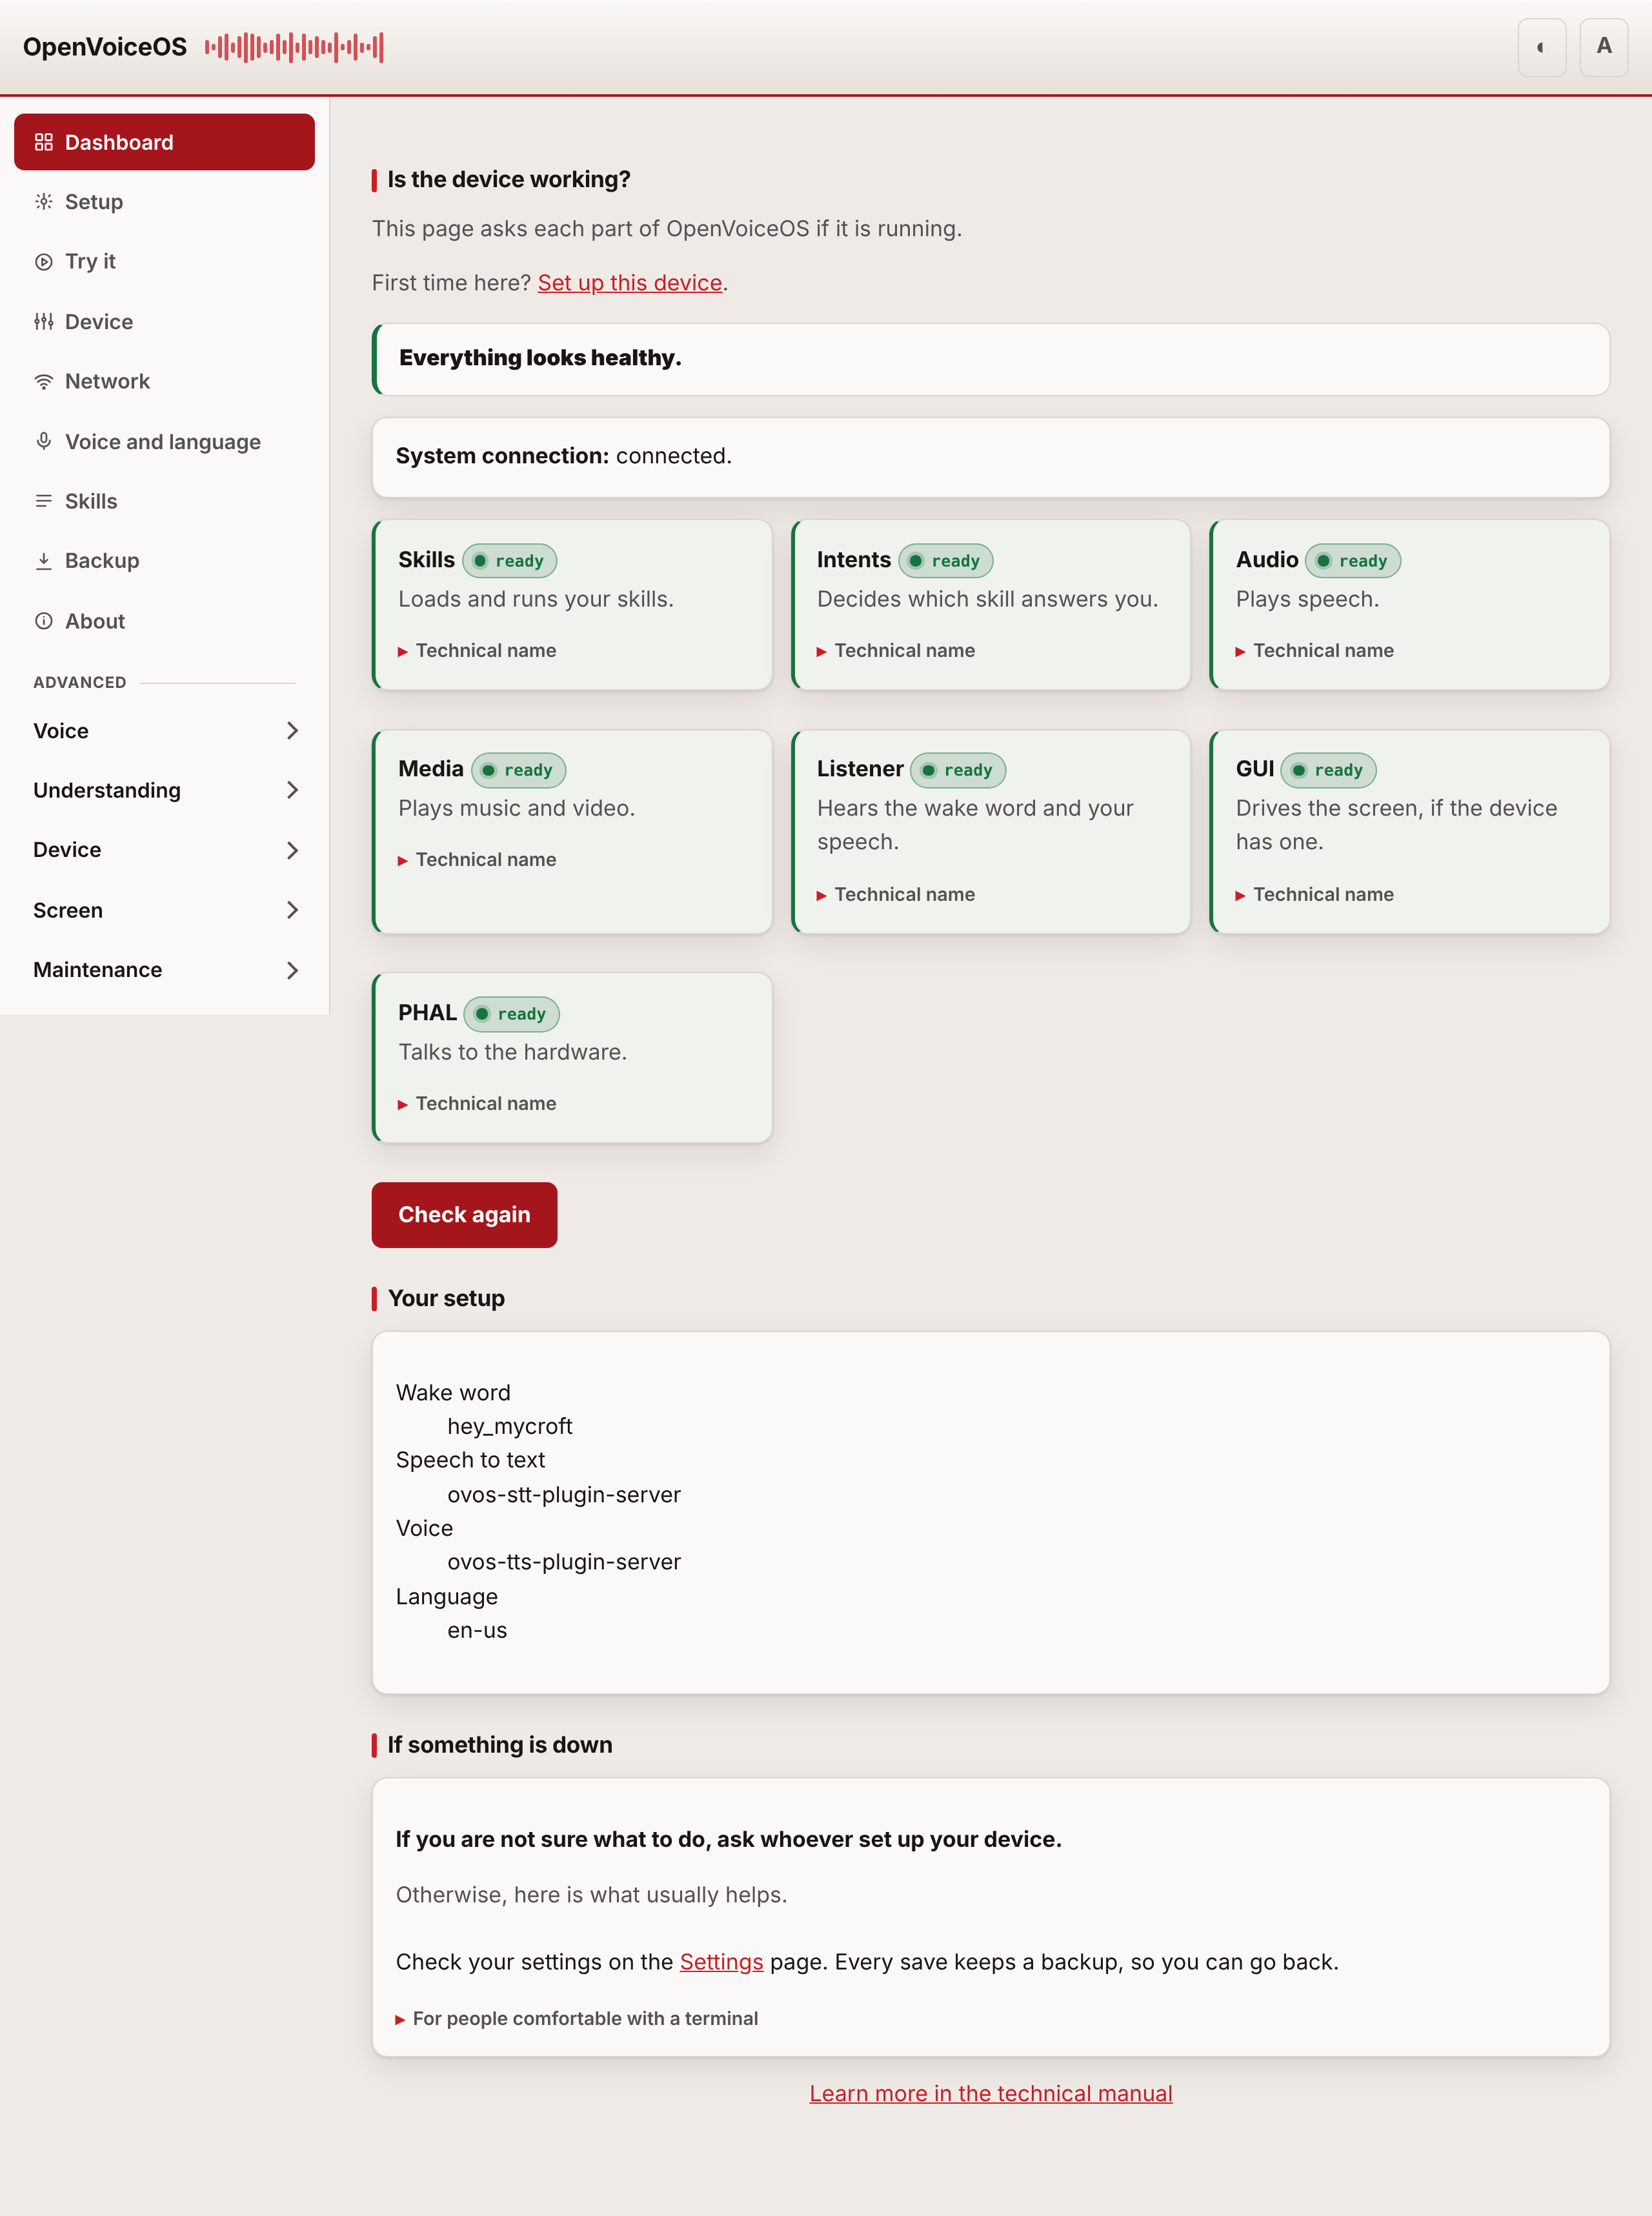 OpenVoiceOS
A
Dashboard
Setup
Try it
Device
Network
Voice and language
Skills
Backup
About
ADVANCED
Voice
Understanding
Device
Screen
Maintenance
Is the device working?
This page asks each part of OpenVoiceOS if it is running.
First time here? Set up this device.
Everything looks healthy.
System connection: connected.
Skills ready
Loads and runs your skills.
Technical name
Intents ready
Decides which skill answers you.
Technical name
Audio ready
Plays speech.
Technical name
Media ready
Plays music and video.
Technical name
Listener ready
Hears the wake word and your
speech.
Technical name
GUI ready
Drives the screen, if the device
has one.
Technical name
PHAL ready
Talks to the hardware.
Technical name
Check again
Your setup
Wake word
hey_mycroft
Speech to text
ovos-stt-plugin-server
Voice
ovos-tts-plugin-server
Language
en-us
If something is down
If you are not sure what to do, ask whoever set up your device.
Otherwise, here is what usually helps.
Check your settings on the Settings page. Every save keeps a backup, so you can go back.
For people comfortable with a terminal
Learn more in the technical manual